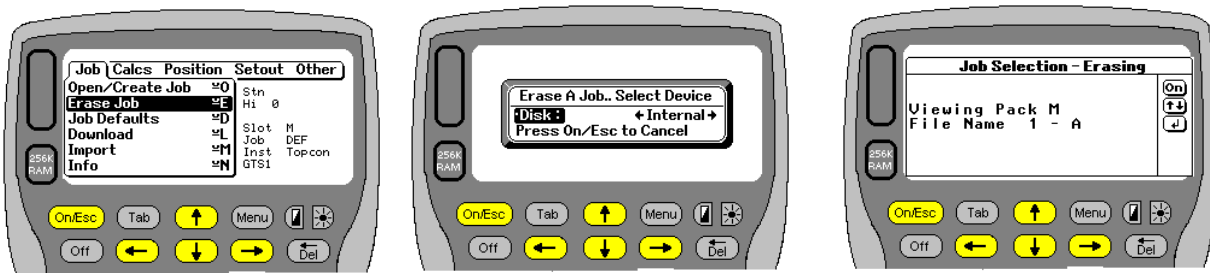 Job Calcs Position Setout Other
Open/Create Job ~O
Erase Job ~E
Job Defaults ~D
Download ~L
Import ~M
Info ~N
Stn
Hi 0
Slot M
Job DEF
Inst Topcon
GTS1
256K
RAM
On/Esc Tab ↑ Menu
Off ← ↓ → Del
Erase A Job.. Select Device
Disk : ←Internal→
Press On/Esc to Cancel
256K
RAM
On/Esc Tab ↑ Menu
Off ← ↓ → Del
Job Selection - Erasing
On
Viewing Pack M
File Name 1 - A
256K
RAM
On/Esc Tab ↑ Menu
Off ← ↓ → Del